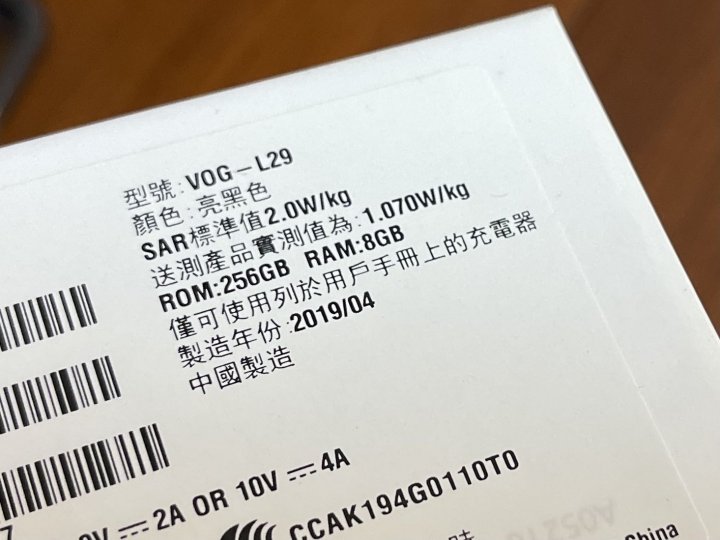 型號:VOG-L29
顏色:亮黑色
SAR標準值2.0W/kg
送測產品實測值為:1.070W/kg
ROM:256GB RAM:8GB
僅可使用列於用戶手冊上的充電器
製造年份:2019/04
中國製造
7
2A OR 10V ⎓ 4A
CCAK194G0110T0
時
China